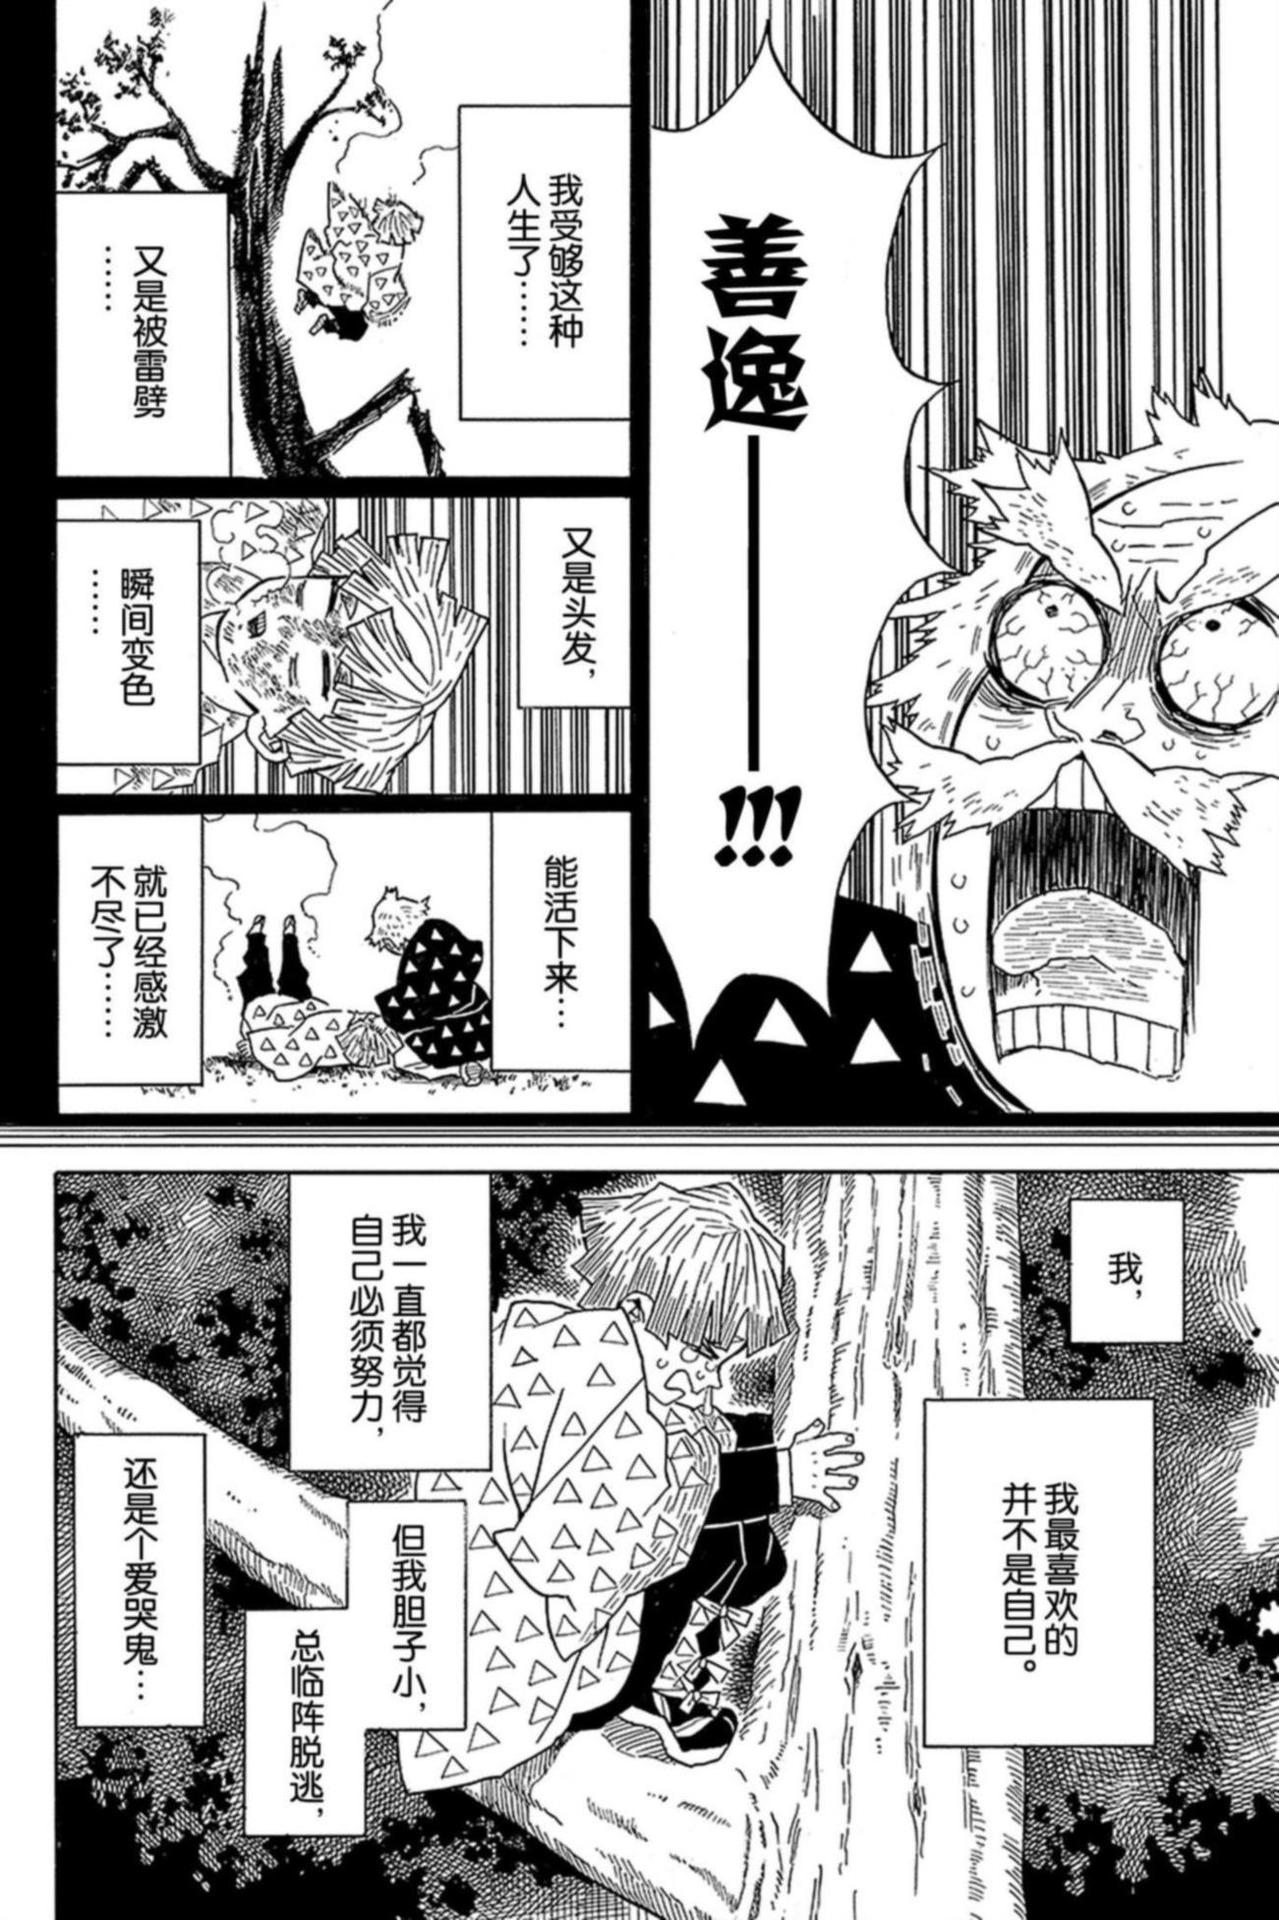 善逸——!!!
我受够这种
人生了……
又是被雷劈
……
又是头发，
瞬间变色
……
能活下来…
就已经感激
不尽了……
我，
我最喜欢的
并不是自己。
我一直都觉得
自己必须努力，
但我胆子小，
总临阵脱逃，
还是个爱哭鬼…